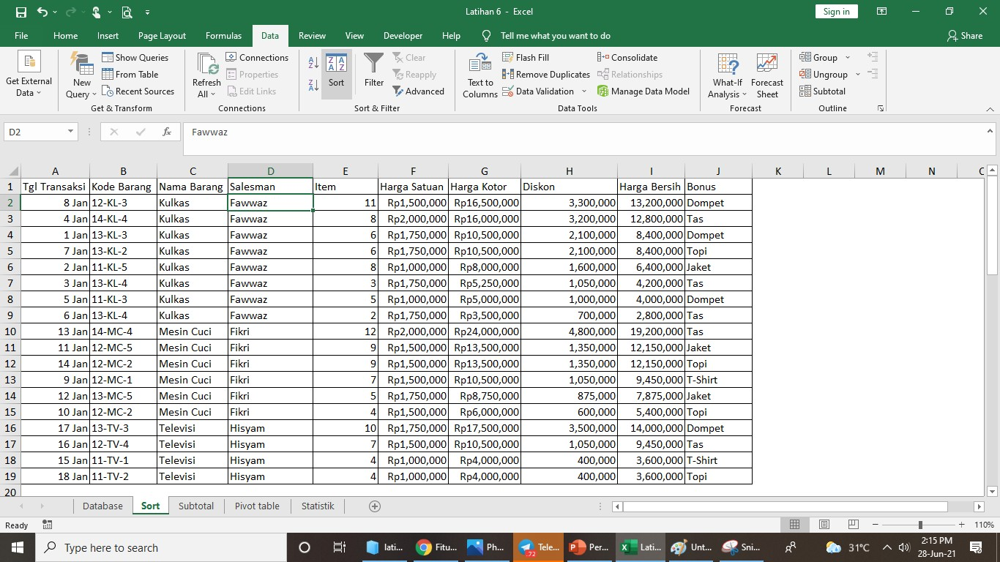 Latihan 6 - Excel
Sign in
File Home Insert Page Layout Formulas Data Review View Developer Help Tell me what you want to do Share
Get External Data
New Query
Show Queries
From Table
Recent Sources
Get & Transform
Refresh All
Connections
Properties
Edit Links
Connections
Sort
Filter
Clear
Reapply
Advanced
Sort & Filter
Text to Columns
Flash Fill
Remove Duplicates
Data Validation
Consolidate
Relationships
Manage Data Model
Data Tools
What-If Analysis
Forecast Sheet
Forecast
Group
Ungroup
Subtotal
Outline
D2 fx Fawwaz
A B C D E F G H I J K L M N
1 Tgl Transaksi Kode Barang Nama Barang Salesman Item Harga Satuan Harga Kotor Diskon Harga Bersih Bonus
2 8 Jan 12-KL-3 Kulkas Fawwaz 11 Rp1,500,000 Rp16,500,000 3,300,000 13,200,000 Dompet
3 4 Jan 14-KL-4 Kulkas Fawwaz 8 Rp2,000,000 Rp16,000,000 3,200,000 12,800,000 Tas
4 1 Jan 13-KL-3 Kulkas Fawwaz 6 Rp1,750,000 Rp10,500,000 2,100,000 8,400,000 Dompet
5 7 Jan 13-KL-2 Kulkas Fawwaz 6 Rp1,750,000 Rp10,500,000 2,100,000 8,400,000 Topi
6 2 Jan 11-KL-5 Kulkas Fawwaz 8 Rp1,000,000 Rp8,000,000 1,600,000 6,400,000 Jaket
7 3 Jan 13-KL-4 Kulkas Fawwaz 3 Rp1,750,000 Rp5,250,000 1,050,000 4,200,000 Tas
8 5 Jan 11-KL-3 Kulkas Fawwaz 5 Rp1,000,000 Rp5,000,000 1,000,000 4,000,000 Dompet
9 6 Jan 13-KL-4 Kulkas Fawwaz 2 Rp1,750,000 Rp3,500,000 700,000 2,800,000 Tas
10 13 Jan 14-MC-4 Mesin Cuci Fikri 12 Rp2,000,000 Rp24,000,000 4,800,000 19,200,000 Tas
11 11 Jan 12-MC-5 Mesin Cuci Fikri 9 Rp1,500,000 Rp13,500,000 1,350,000 12,150,000 Jaket
12 14 Jan 12-MC-2 Mesin Cuci Fikri 9 Rp1,500,000 Rp13,500,000 1,350,000 12,150,000 Topi
13 9 Jan 12-MC-1 Mesin Cuci Fikri 7 Rp1,500,000 Rp10,500,000 1,050,000 9,450,000 T-Shirt
14 12 Jan 13-MC-5 Mesin Cuci Fikri 5 Rp1,750,000 Rp8,750,000 875,000 7,875,000 Jaket
15 10 Jan 12-MC-2 Mesin Cuci Fikri 4 Rp1,500,000 Rp6,000,000 600,000 5,400,000 Topi
16 17 Jan 13-TV-3 Televisi Hisyam 10 Rp1,750,000 Rp17,500,000 3,500,000 14,000,000 Dompet
17 16 Jan 12-TV-4 Televisi Hisyam 7 Rp1,500,000 Rp10,500,000 1,050,000 9,450,000 Tas
18 15 Jan 11-TV-1 Televisi Hisyam 4 Rp1,000,000 Rp4,000,000 400,000 3,600,000 T-Shirt
19 18 Jan 11-TV-2 Televisi Hisyam 4 Rp1,000,000 Rp4,000,000 400,000 3,600,000 Topi
20
Database Sort Subtotal Pivot table Statistik
Ready 110%
Type here to search lati... Fitu... Ph... Tele... 72 Per... Lati... Unt... Sni... 31°C 2:15 PM
28-Jun-21